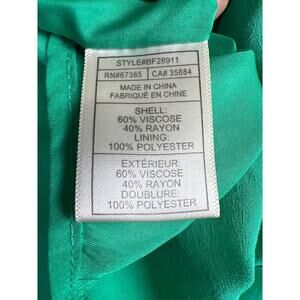 STYLE#BF28911
RN#67365 CA# 35884
MADE IN CHINA
FABRIQUÉ EN CHINE
SHELL:
60% VISCOSE
40% RAYON
LINING:
100% POLYESTER
EXTÉRIEUR:
60% VISCOSE
40% RAYON
DOUBLURE:
100% POLYESTER